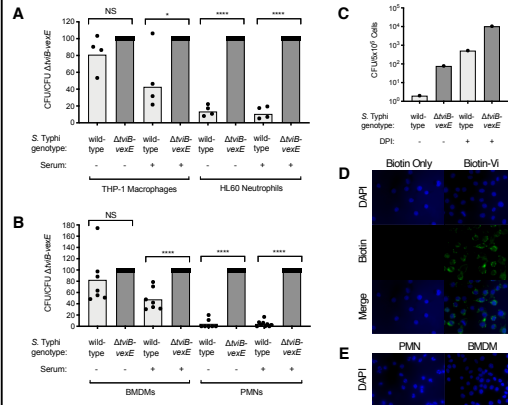 A
CFU/CFU ΔtviB-vexE
120
100
80
60
40
20
0
NS
*
****
****
S. Typhi genotype:
wild-type
ΔtviB-vexE
wild-type
ΔtviB-vexE
wild-type
ΔtviB-vexE
wild-type
ΔtviB-vexE
Serum:
- - + + - - + +
THP-1 Macrophages
HL60 Neutrophils
B
CFU/CFU ΔtviB-vexE
180
160
140
120
100
80
60
40
20
0
NS
****
****
****
S. Typhi genotype:
wild-type
ΔtviB-vexE
wild-type
ΔtviB-vexE
wild-type
ΔtviB-vexE
wild-type
ΔtviB-vexE
Serum:
- - + + - - + +
BMDMs
PMNs
C
10⁵
10⁴
10³
10²
10¹
10⁰
S. Typhi genotype:
wild-type
ΔtviB-vexE
wild-type
ΔtviB-vexE
DPI:
- - + +
D
Biotin Only
Biotin-Vi
DAPI
Biotin
Merge
E
PMN
BMDM
DAPI